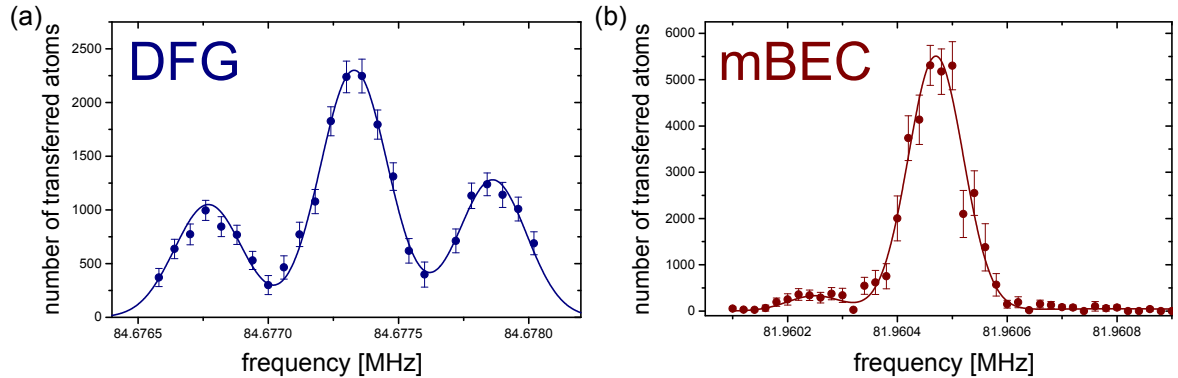 (a)
DFG
number of transferred atoms
2500
2000
1500
1000
500
0
84.6765
84.6770
84.6775
84.6780
frequency [MHz]
(b)
mBEC
number of transferred atoms
6000
5000
4000
3000
2000
1000
0
81.9602
81.9604
81.9606
81.9608
frequency [MHz]